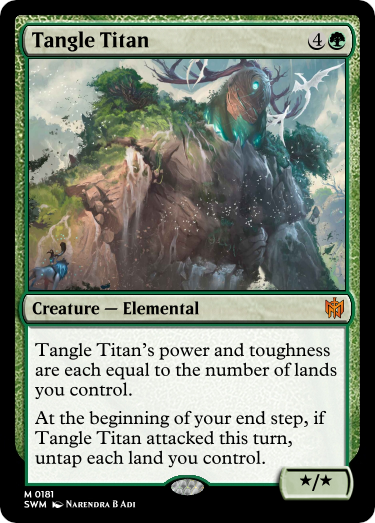 Tangle Titan 4
Creature — Elemental
Tangle Titan's power and toughness
are each equal to the number of lands
you control.
At the beginning of your end step, if
Tangle Titan attacked this turn,
untap each land you control.
★/★
M 0181
SWM Narendra B Adi